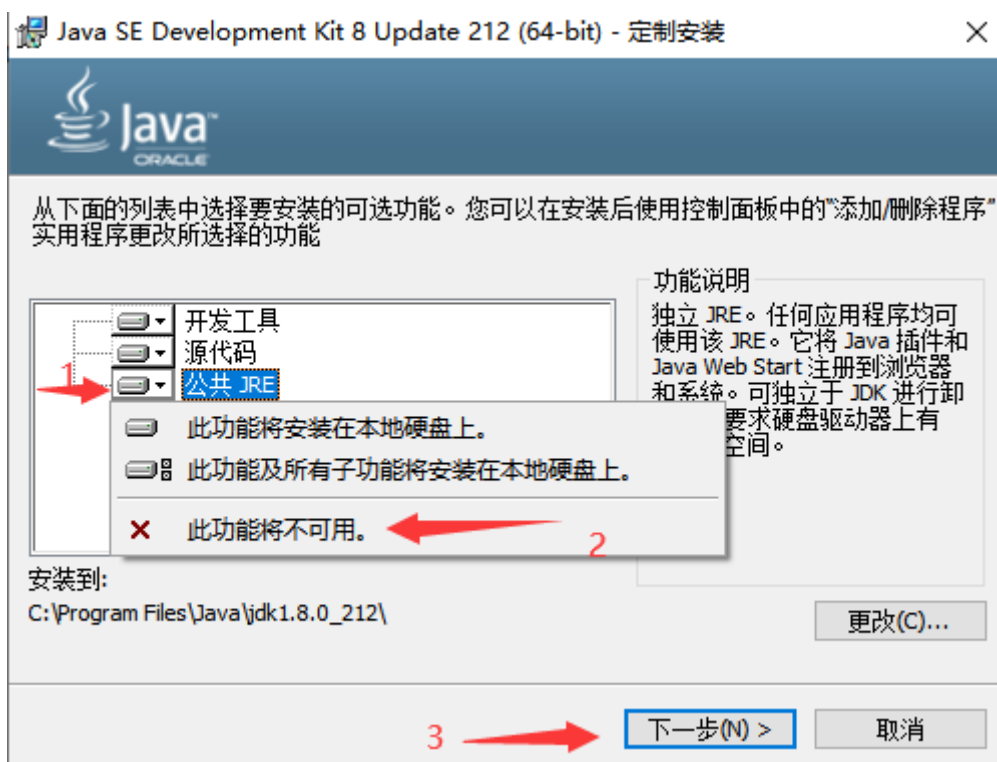 Java SE Development Kit 8 Update 212 (64-bit) - 定制安装
Java™
ORACLE
从下面的列表中选择要安装的可选功能。您可以在安装后使用控制面板中的"添加/删除程序"
实用程序更改所选择的功能
开发工具
源代码
1
公共 JRE
此功能将安装在本地硬盘上。
此功能及所有子功能将安装在本地硬盘上。
此功能将不可用。
2
功能说明
独立 JRE。任何应用程序均可
使用该 JRE。它将 Java 插件和
Java Web Start 注册到浏览器
和系统。可独立于 JDK 进行卸
要求硬盘驱动器上有
空间。
安装到:
C:\Program Files\Java\jdk1.8.0_212\
更改(C)...
3
下一步(N) >
取消